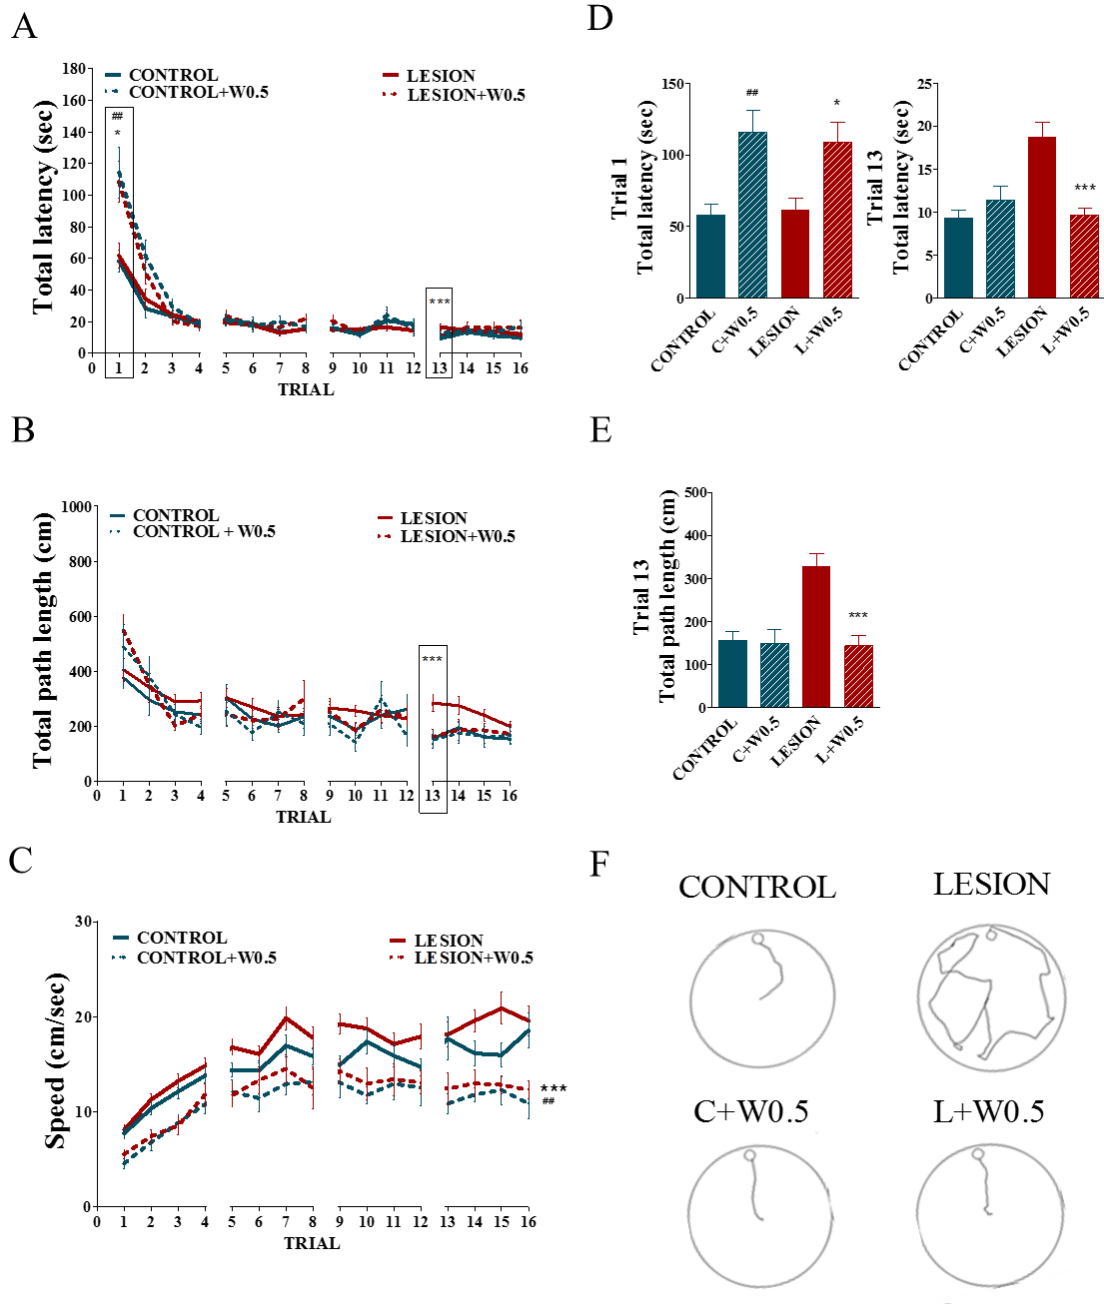 A
Total latency (sec)
180
160
140
120
100
80
60
40
20
0
CONTROL
CONTROL+W0.5
LESION
LESION+W0.5
##
*
***
0 1 2 3 4 5 6 7 8 9 10 11 12 13 14 15 16
TRIAL
D
Trial 1
Total latency (sec)
150
100
50
0
##
*
CONTROL
C+W0.5
LESION
L+W0.5
Trial 13
Total latency (sec)
25
20
15
10
5
0
***
CONTROL
C+W0.5
LESION
L+W0.5
B
Total path length (cm)
1000
800
600
400
200
0
CONTROL
CONTROL + W0.5
LESION
LESION+W0.5
***
0 1 2 3 4 5 6 7 8 9 10 11 12 13 14 15 16
TRIAL
E
Trial 13
Total path length (cm)
500
400
300
200
100
0
***
CONTROL
C+W0.5
LESION
L+W0.5
C
Speed (cm/sec)
30
20
10
0
CONTROL
CONTROL+W0.5
LESION
LESION+W0.5
***
##
0 1 2 3 4 5 6 7 8 9 10 11 12 13 14 15 16
TRIAL
F
CONTROL
LESION
C+W0.5
L+W0.5